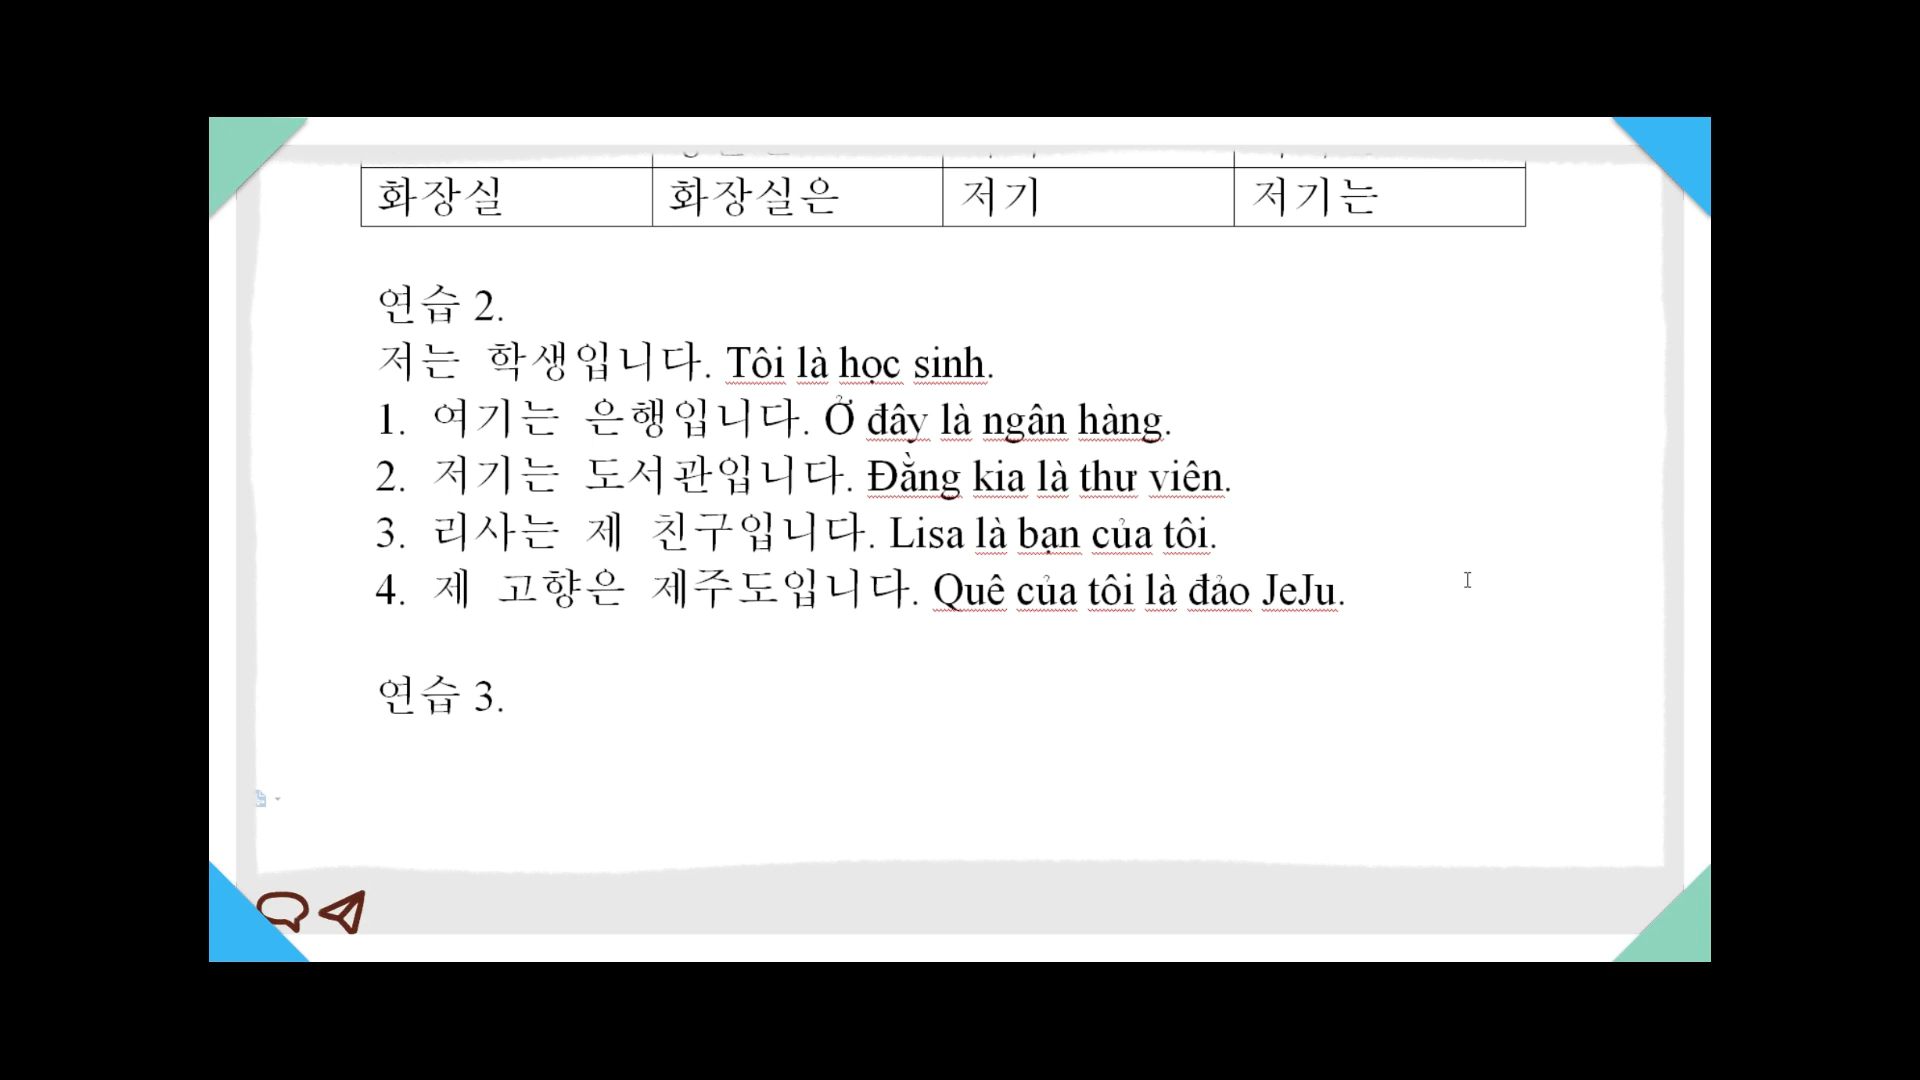 화장실 화장실은 저기 저기는
연습 2.
저는 학생입니다. Tôi là học sinh.
1. 여기는 은행입니다. Ở đây là ngân hàng.
2. 저기는 도서관입니다. Đằng kia là thư viên.
3. 리사는 제 친구입니다. Lisa là bạn của tôi.
4. 제 고향은 제주도입니다. Quê của tôi là đảo JeJu.
연습 3.